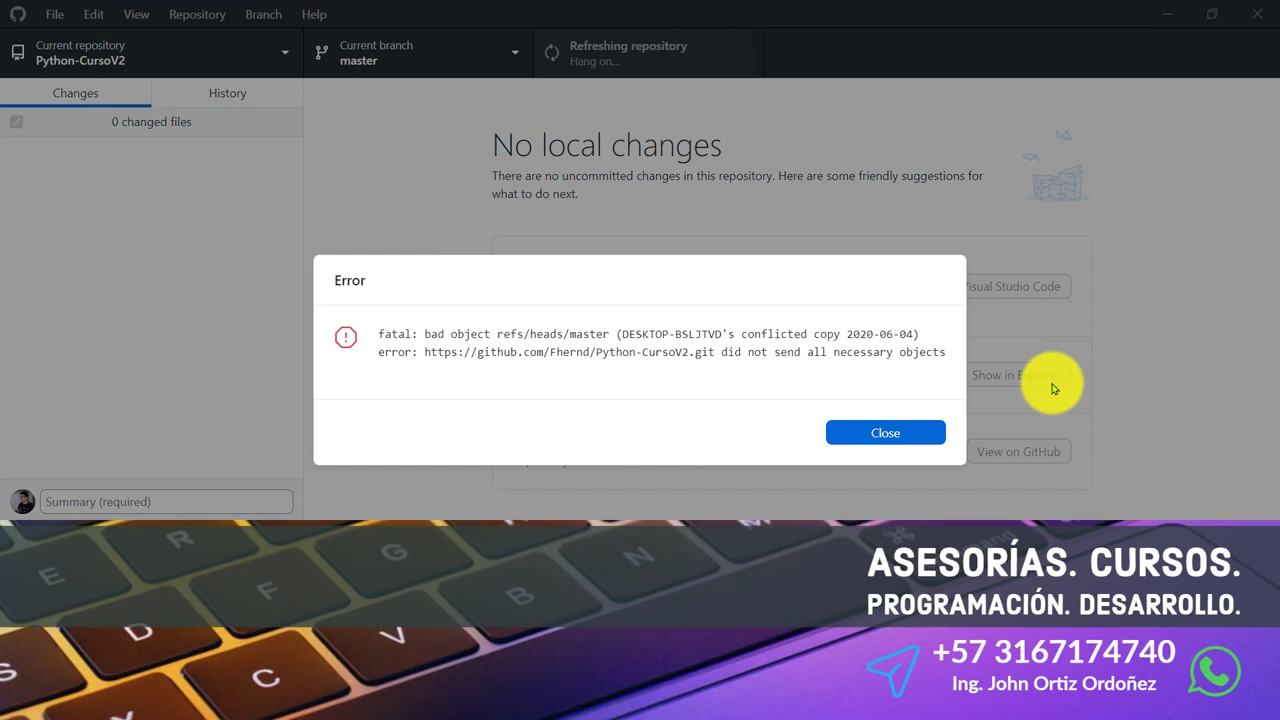 File Edit View Repository Branch Help
Current repository
Python-CursoV2
Current branch
master
Refreshing repository
Hang on...
Changes
History
0 changed files
No local changes
There are no uncommitted changes in this repository. Here are some friendly suggestions for
what to do next.
Visual Studio Code
Error
fatal: bad object refs/heads/master (DESKTOP-BSLJTVD's conflicted copy 2020-06-04)
error: https://github.com/Fhernd/Python-CursoV2.git did not send all necessary objects
Show in Explorer
Close
View on GitHub
Summary (required)
E R F G B N D C V
ASESORÍAS. CURSOS.
PROGRAMACIÓN. DESARROLLO.
+57 3167174740
Ing. John Ortiz Ordoñez